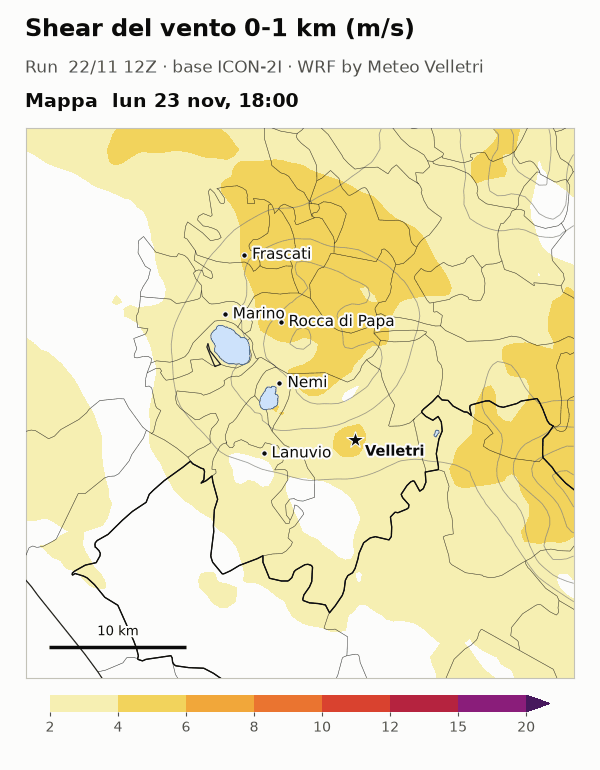 Shear del vento 0-1 km (m/s)
Run  22/11 12Z · base ICON-2I · WRF by Meteo Velletri
Mappa  lun 23 nov, 18:00
Frascati
Marino
Rocca di Papa
Nemi
Velletri
Lanuvio
10 km
2 4 6 8 10 12 15 20